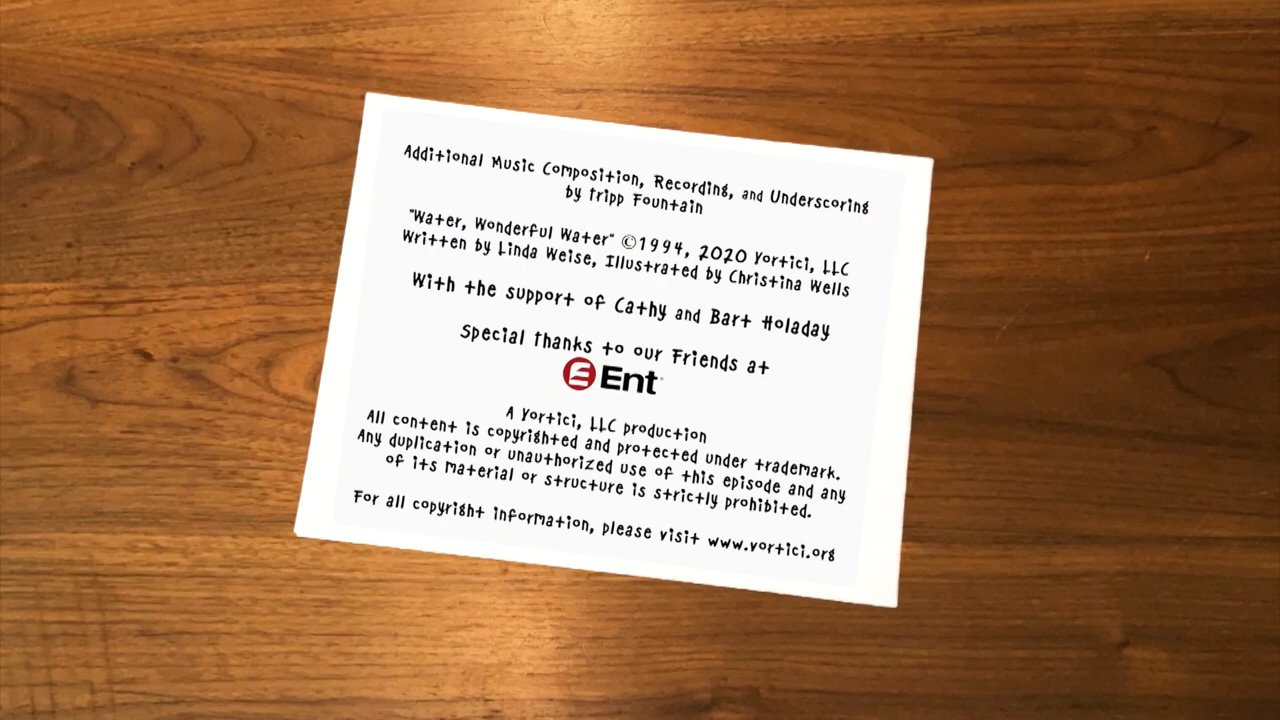 Additional Music Composition, Recording, and Underscoring
by Tripp Fountain
"Water, Wonderful Water" ©1994, 2020 Vortici, LLC
Written by Linda Weise, Illustrated by Christina Wells
With the support of Cathy and Bart Holaday
Special Thanks to our Friends at
Ent
A Vortici, LLC production
All content is copyrighted and protected under trademark.
Any duplication or unauthorized use of this episode and any
of its material or structure is strictly prohibited.
For all copyright information, please visit www.vortici.org